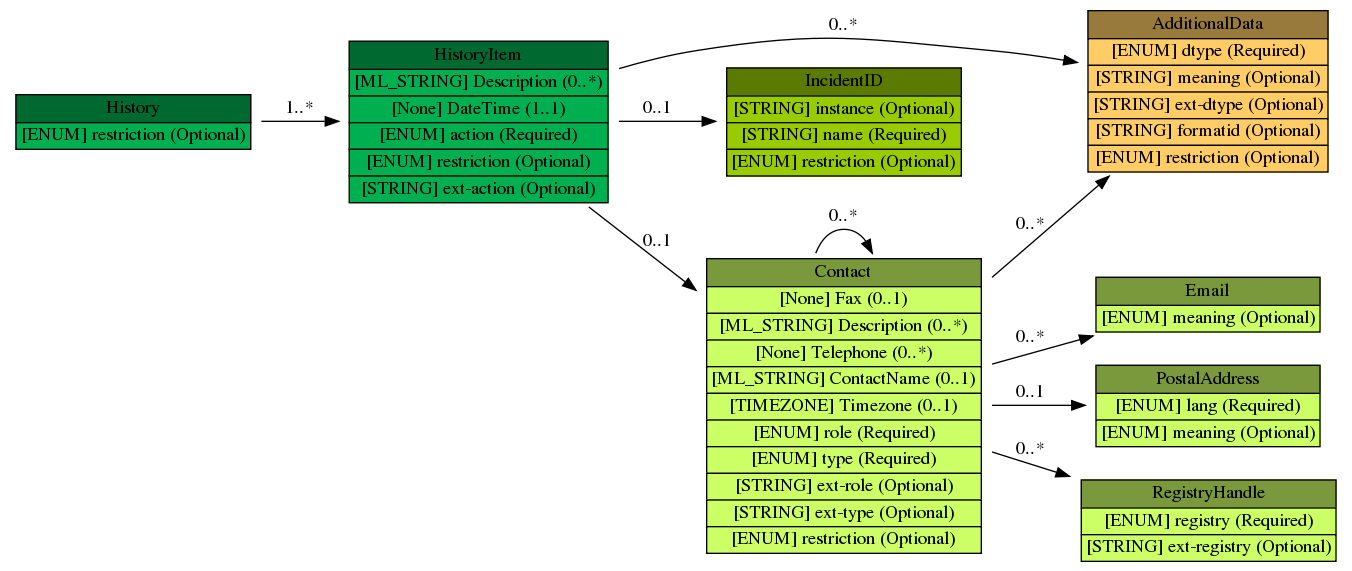 History
[ENUM] restriction (Optional)
1..*
HistoryItem
[ML_STRING] Description (0..*)
[None] DateTime (1..1)
[ENUM] action (Required)
[ENUM] restriction (Optional)
[STRING] ext-action (Optional)
0..*
0..1
0..1
IncidentID
[STRING] instance (Optional)
[STRING] name (Required)
[ENUM] restriction (Optional)
AdditionalData
[ENUM] dtype (Required)
[STRING] meaning (Optional)
[STRING] ext-dtype (Optional)
[STRING] formatid (Optional)
[ENUM] restriction (Optional)
0..*
Contact
[None] Fax (0..1)
[ML_STRING] Description (0..*)
[None] Telephone (0..*)
[ML_STRING] ContactName (0..1)
[TIMEZONE] Timezone (0..1)
[ENUM] role (Required)
[ENUM] type (Required)
[STRING] ext-role (Optional)
[STRING] ext-type (Optional)
[ENUM] restriction (Optional)
0..*
0..*
0..1
0..*
Email
[ENUM] meaning (Optional)
PostalAddress
[ENUM] lang (Required)
[ENUM] meaning (Optional)
RegistryHandle
[ENUM] registry (Required)
[STRING] ext-registry (Optional)